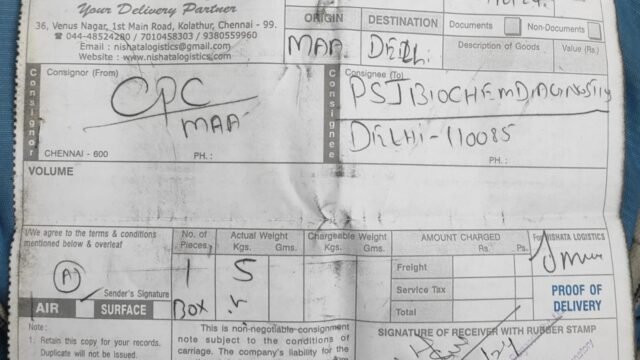 Your Delivery Partner
36, Venus Nagar, 1st Main Road, Kolathur, Chennai - 99.
☎ 044-48524280 / 7010458303 / 9380559960
Email : nishatalogistics@gmail.com
Website : www.nishatalogistics.com
ORIGIN DESTINATION
MAA DELhi
Documents Non-Documents
Description of Goods Value (Rs.)
Consignor
Consignor (From)
CPC
MAA
CHENNAI - 600 PH. :
Consignee
Consignee (To)
PSJ BIOCHEM
DELhi-110085
PH. :
VOLUME
I/We agree to the terms & conditions
mentioned below & overleaf
A
Sender's Signature
AIR SURFACE
No. of Pieces Actual Weight Chargeable Weight
Kgs. Gms. Kgs. Gms.
1 5
BOX
AMOUNT CHARGED Rs. Ps.
Freight
Service Tax
Total
For NISHATA LOGISTICS
PROOF OF
DELIVERY
Note :
1. Retain this copy for your records.
Duplicate will not be issued.
This is non-negotiable consignment
note subject to the conditions of
carriage. The company's liability for the
SIGNATURE OF RECEIVER WITH RUBBER STAMP